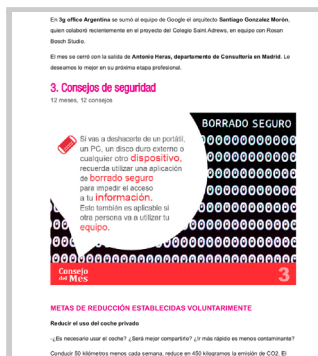 En 3g office Argentina se sumó al equipo de Google el arquitecto Santiago Gonzalez Morón,
quien colaboró recientemente en el proyecto del Colegio Saint Adrews, en equipo con Rosan
Bosch Studio.
El mes se cerró con la salida de Antonio Heras, departamento de Consultoría en Madrid. Le
deseamos lo mejor en su próxima etapa profesional.
3. Consejos de seguridad
12 meses, 12 consejos
BORRADO SEGURO
Si vas a deshacerte de un portátil,
un PC, un disco duro externo o
cualquier otro dispositivo,
recuerda utilizar una aplicación
de borrado seguro
para impedir el acceso
a tu información.
Esto también es aplicable si
otra persona va a utilizar tu
equipo.
Consejo
del Mes
3
METAS DE REDUCCIÓN ESTABLECIDAS VOLUNTARIMENTE
Reducir el uso del coche privado
-¿Es necesario usar el coche? ¿Será mejor compartirlo? ¿Ir más rápido es menos contaminante?
Conducir 50 kilómetros menos cada semana, reduce en 450 kilogramos la emisión de CO2. El